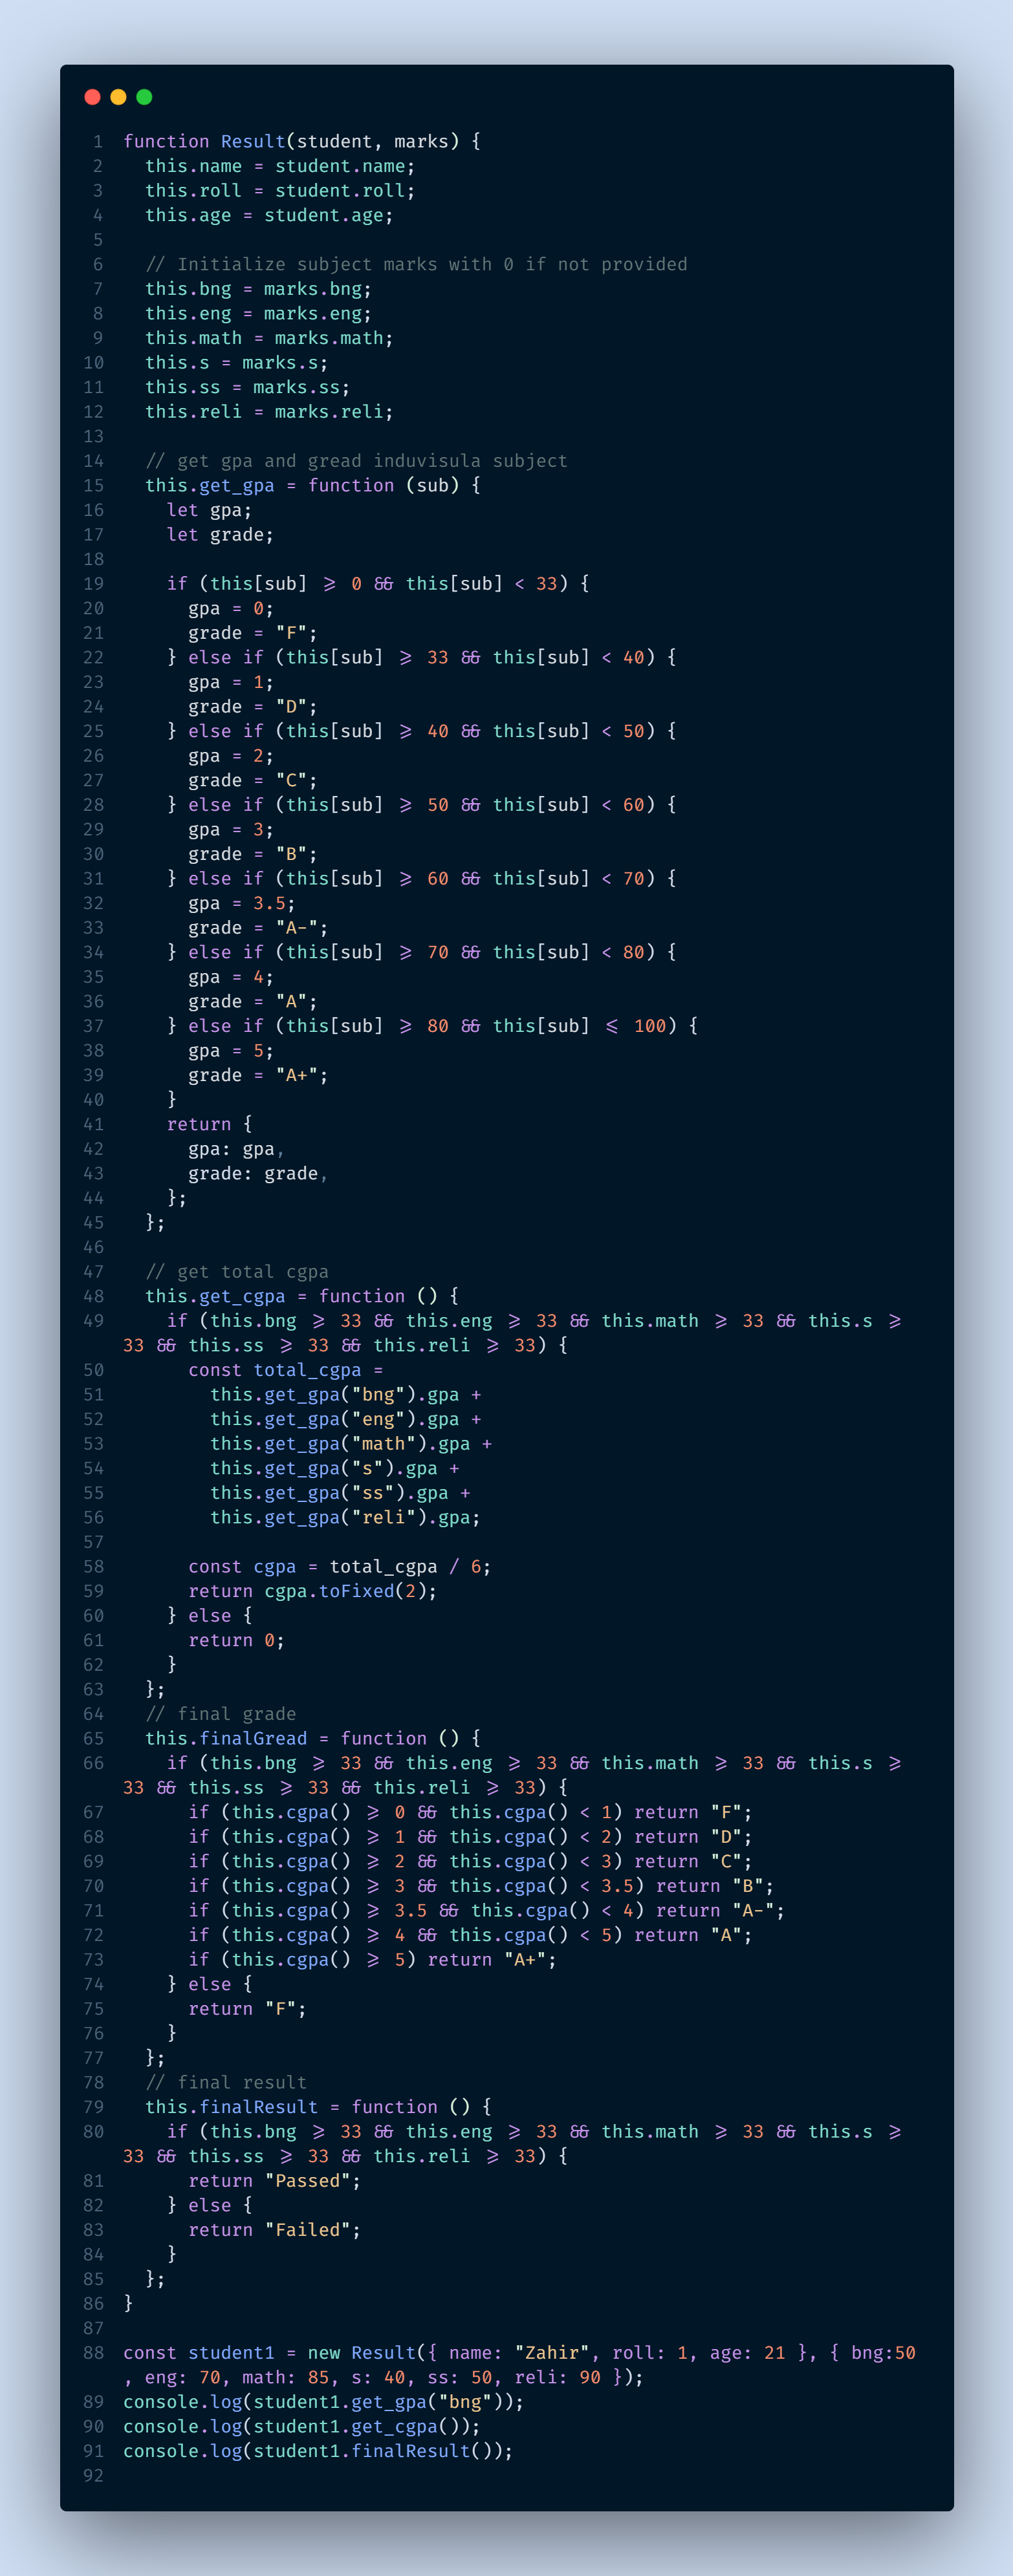 1 function Result(student, marks) {
2   this.name = student.name;
3   this.roll = student.roll;
4   this.age = student.age;
5
6   // Initialize subject marks with 0 if not provided
7   this.bng = marks.bng;
8   this.eng = marks.eng;
9   this.math = marks.math;
10   this.s = marks.s;
11   this.ss = marks.ss;
12   this.reli = marks.reli;
13
14   // get gpa and gread induvisula subject
15   this.get_gpa = function (sub) {
16     let gpa;
17     let grade;
18
19     if (this[sub] >= 0 && this[sub] < 33) {
20       gpa = 0;
21       grade = "F";
22     } else if (this[sub] >= 33 && this[sub] < 40) {
23       gpa = 1;
24       grade = "D";
25     } else if (this[sub] >= 40 && this[sub] < 50) {
26       gpa = 2;
27       grade = "C";
28     } else if (this[sub] >= 50 && this[sub] < 60) {
29       gpa = 3;
30       grade = "B";
31     } else if (this[sub] >= 60 && this[sub] < 70) {
32       gpa = 3.5;
33       grade = "A-";
34     } else if (this[sub] >= 70 && this[sub] < 80) {
35       gpa = 4;
36       grade = "A";
37     } else if (this[sub] >= 80 && this[sub] <= 100) {
38       gpa = 5;
39       grade = "A+";
40     }
41     return {
42       gpa: gpa,
43       grade: grade,
44     };
45   };
46
47   // get total cgpa
48   this.get_cgpa = function () {
49     if (this.bng >= 33 && this.eng >= 33 && this.math >= 33 && this.s >=
33 && this.ss >= 33 && this.reli >= 33) {
50       const total_cgpa =
51         this.get_gpa("bng").gpa +
52         this.get_gpa("eng").gpa +
53         this.get_gpa("math").gpa +
54         this.get_gpa("s").gpa +
55         this.get_gpa("ss").gpa +
56         this.get_gpa("reli").gpa;
57
58       const cgpa = total_cgpa / 6;
59       return cgpa.toFixed(2);
60     } else {
61       return 0;
62     }
63   };
64   // final grade
65   this.finalGread = function () {
66     if (this.bng >= 33 && this.eng >= 33 && this.math >= 33 && this.s >=
33 && this.ss >= 33 && this.reli >= 33) {
67       if (this.cgpa() >= 0 && this.cgpa() < 1) return "F";
68       if (this.cgpa() >= 1 && this.cgpa() < 2) return "D";
69       if (this.cgpa() >= 2 && this.cgpa() < 3) return "C";
70       if (this.cgpa() >= 3 && this.cgpa() < 3.5) return "B";
71       if (this.cgpa() >= 3.5 && this.cgpa() < 4) return "A-";
72       if (this.cgpa() >= 4 && this.cgpa() < 5) return "A";
73       if (this.cgpa() >= 5) return "A+";
74     } else {
75       return "F";
76     }
77   };
78   // final result
79   this.finalResult = function () {
80     if (this.bng >= 33 && this.eng >= 33 && this.math >= 33 && this.s >=
33 && this.ss >= 33 && this.reli >= 33) {
81       return "Passed";
82     } else {
83       return "Failed";
84     }
85   };
86 }
87
88 const student1 = new Result({ name: "Zahir", roll: 1, age: 21 }, { bng:50
, eng: 70, math: 85, s: 40, ss: 50, reli: 90 });
89 console.log(student1.get_gpa("bng"));
90 console.log(student1.get_cgpa());
91 console.log(student1.finalResult());
92